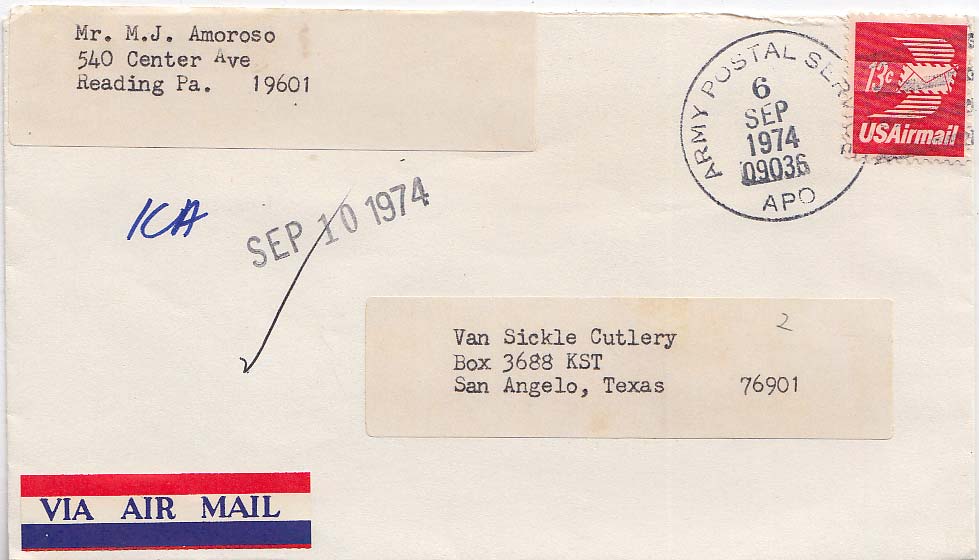 Mr. M.J. Amoroso
540 Center Ave
Reading Pa. 19601
ARMY POSTAL SERVICE
6
SEP
1974
09036
APO
13c
USAirmail
ICA
SEP 10 1974
2
Van Sickle Cutlery
Box 3688 KST
San Angelo, Texas 76901
VIA AIR MAIL